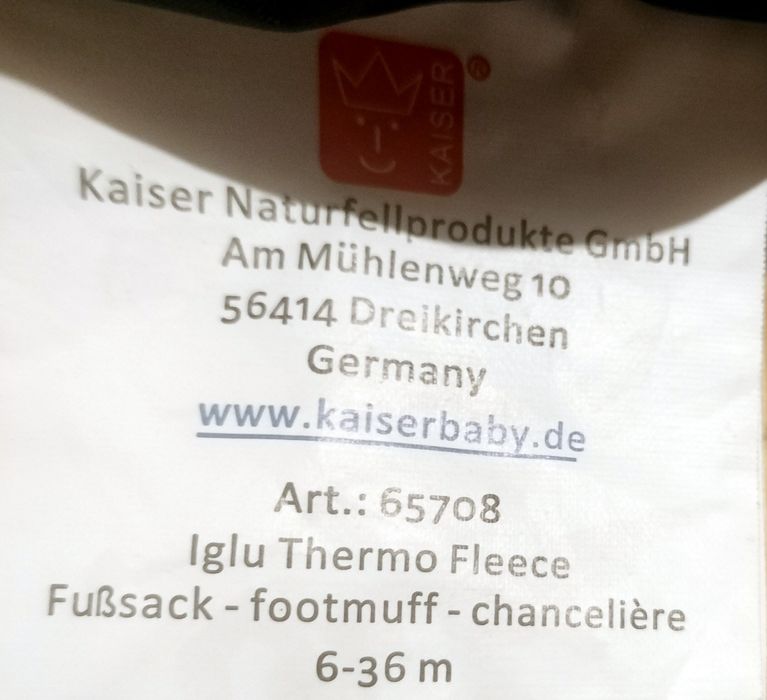 KAISER®
Kaiser Naturfellprodukte GmbH
Am Mühlenweg 10
56414 Dreikirchen
Germany
www.kaiserbaby.de
Art.: 65708
Iglu Thermo Fleece
Fußsack - footmuff - chancelière
6-36 m